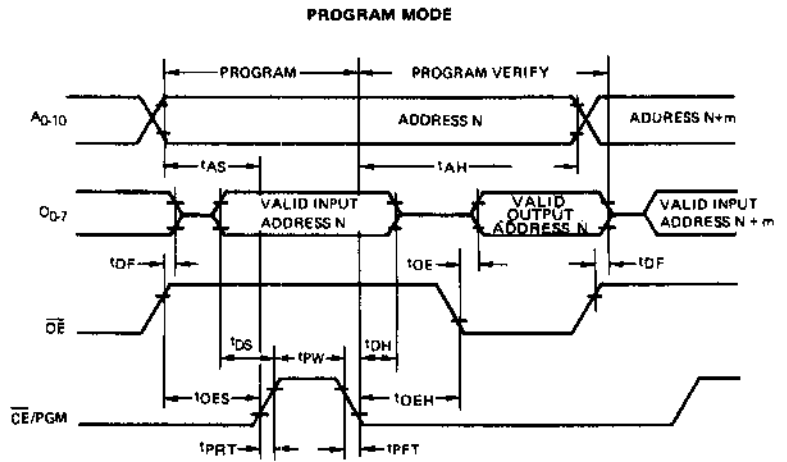 PROGRAM MODE
PROGRAM
PROGRAM VERIFY
A0-10
ADDRESS N
ADDRESS N+m
tAS
tAH
O0-7
VALID INPUT
ADDRESS N
VALID
OUTPUT
ADDRESS N
VALID INPUT
ADDRESS N + m
tDF
tOE
tDF
OE
tDS
tPW
tDH
tOES
tOEH
CE/PGM
tPRT
tPFT